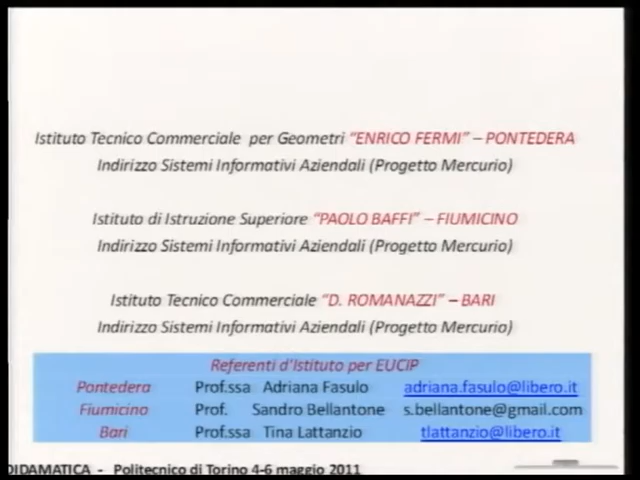 Istituto Tecnico Commerciale per Geometri "ENRICO FERMI" – PONTEDERA
Indirizzo Sistemi Informativi Aziendali (Progetto Mercurio)
Istituto di Istruzione Superiore "PAOLO BAFFI" – FIUMICINO
Indirizzo Sistemi Informativi Aziendali (Progetto Mercurio)
Istituto Tecnico Commerciale "D. ROMANAZZI" – BARI
Indirizzo Sistemi Informativi Aziendali (Progetto Mercurio)
Referenti d'Istituto per EUCIP
Pontedera Prof.ssa Adriana Fasulo adriana.fasulo@libero.it
Fiumicino Prof. Sandro Bellantone s.bellantone@gmail.com
Bari Prof.ssa Tina Lattanzio tlattanzio@libero.it
DIDAMATICA - Politecnico di Torino 4-6 maggio 2011